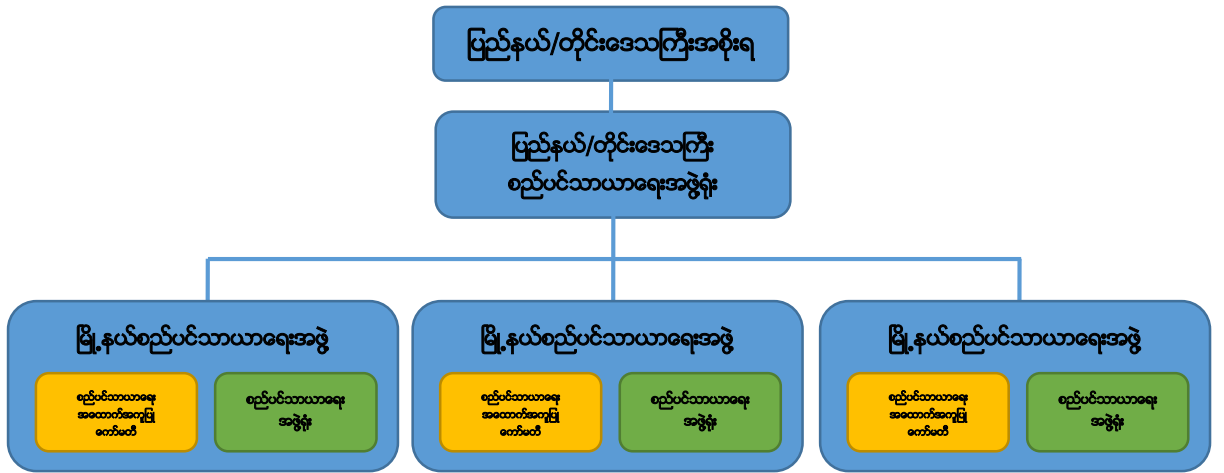 ပြည်နယ်/တိုင်းဒေသကြီးအစိုးရ
ပြည်နယ်/တိုင်းဒေသကြီး
စည်ပင်သာယာရေးအဖွဲ့ရုံး
မြို့နယ်စည်ပင်သာယာရေးအဖွဲ့
စည်ပင်သာယာရေး
အထောက်အကူပြု
ကော်မတီ
စည်ပင်သာယာရေး
အဖွဲ့ရုံး
မြို့နယ်စည်ပင်သာယာရေးအဖွဲ့
စည်ပင်သာယာရေး
အထောက်အကူပြု
ကော်မတီ
စည်ပင်သာယာရေး
အဖွဲ့ရုံး
မြို့နယ်စည်ပင်သာယာရေးအဖွဲ့
စည်ပင်သာယာရေး
အထောက်အကူပြု
ကော်မတီ
စည်ပင်သာယာရေး
အဖွဲ့ရုံး